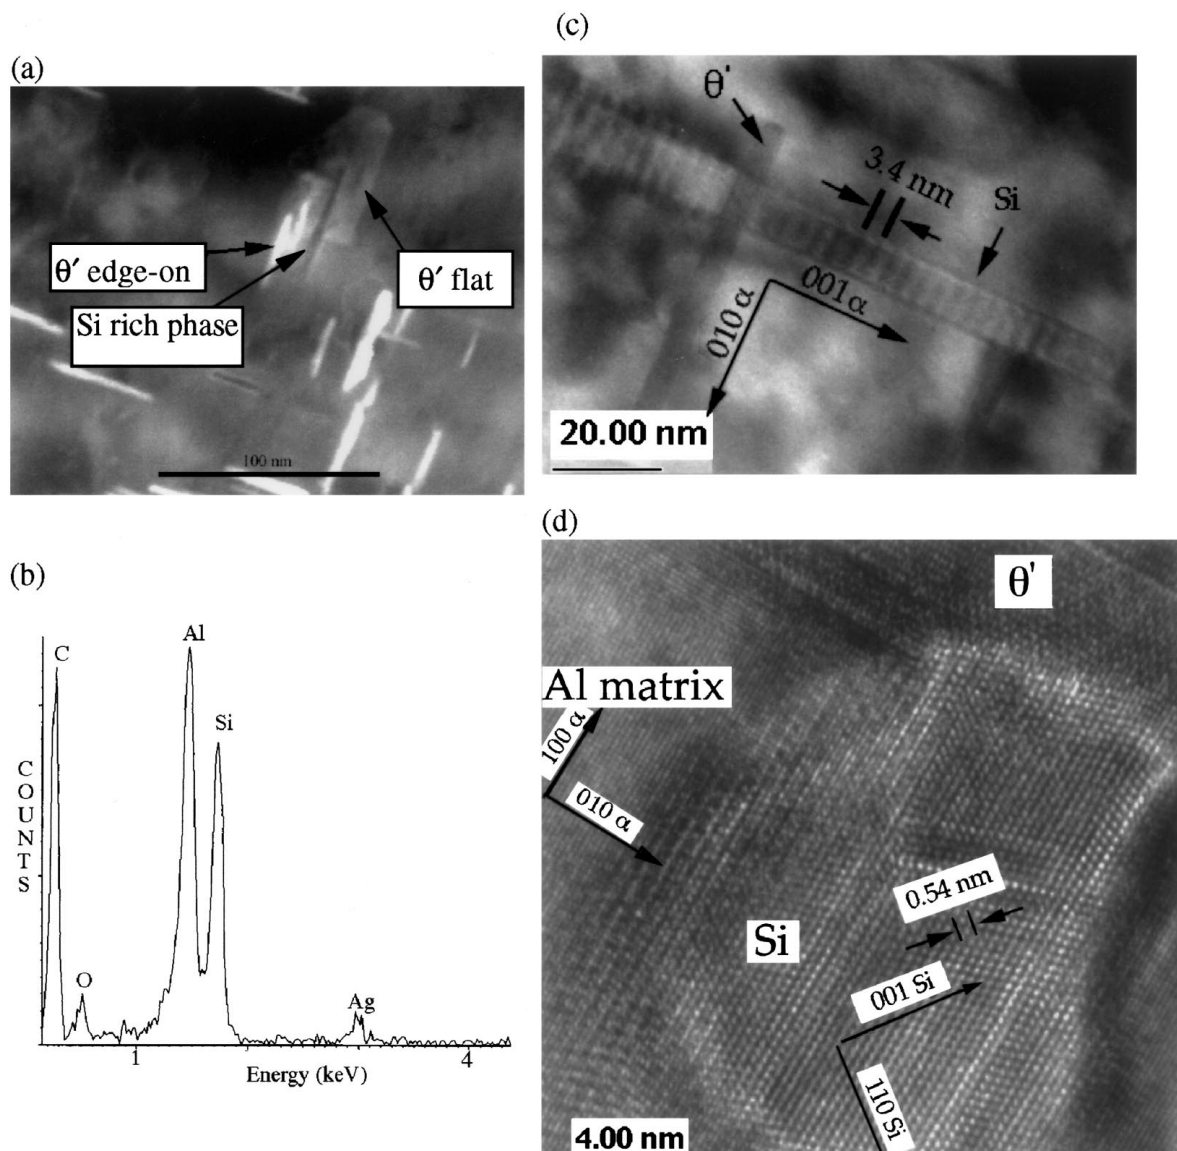 (a)
θ′ edge-on
Si rich phase
θ′ flat
100 nm
(b)
C
O
Al
Si
Ag
COUNTS
1
4
Energy (keV)
(c)
θ'
3.4 nm
Si
001 α
010 α
20.00 nm
(d)
θ'
Al matrix
100 α
010 α
0.54 nm
Si
001 Si
110 Si
4.00 nm